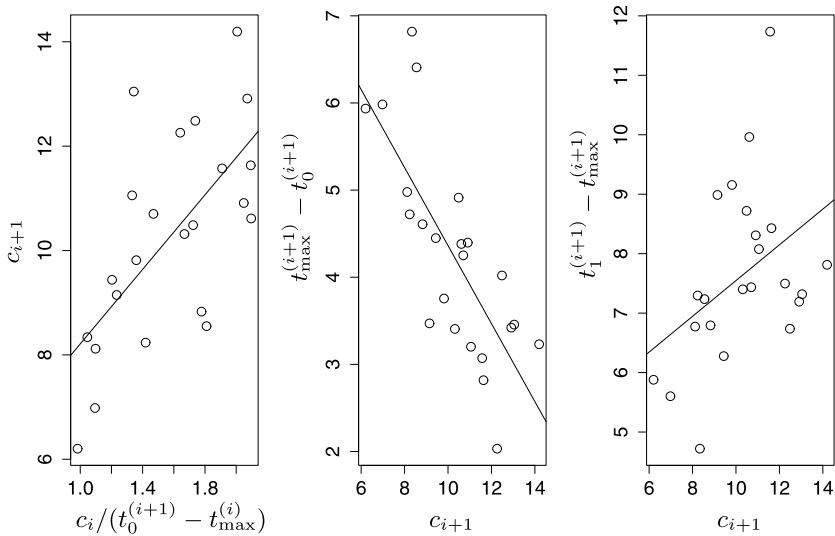 14
12
10
8
6
1.0 1.4 1.8
c_{i+1}
c_i/(t_0^{(i+1)} − t_{max}^{(i)})
7
6
5
4
3
2
6 8 10 12 14
t_{max}^{(i+1)} − t_0^{(i+1)}
c_{i+1}
12
11
10
9
8
7
6
5
6 8 10 12 14
t_1^{(i+1)} − t_{max}^{(i+1)}
c_{i+1}